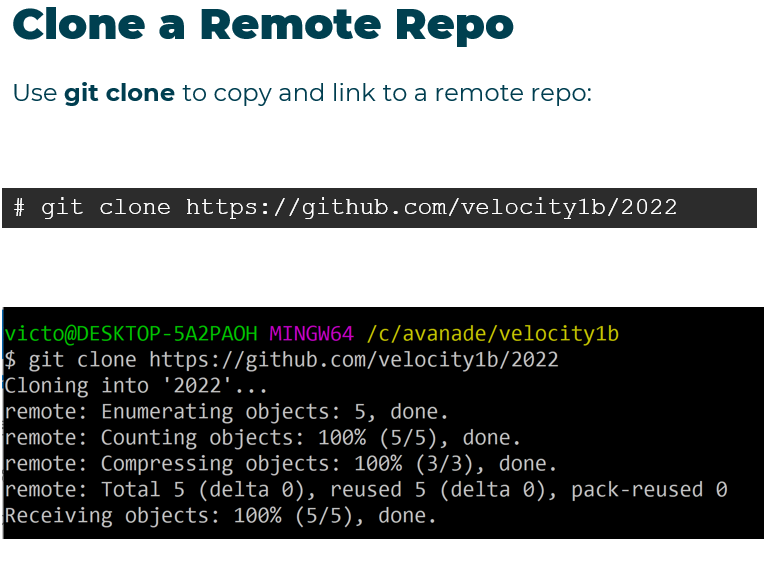 Clone a Remote Repo
Use git clone to copy and link to a remote repo:
# git clone https://github.com/velocity1b/2022
victo@DESKTOP-5A2PAOH MINGW64 /c/avanade/velocity1b
$ git clone https://github.com/velocity1b/2022
Cloning into '2022'...
remote: Enumerating objects: 5, done.
remote: Counting objects: 100% (5/5), done.
remote: Compressing objects: 100% (3/3), done.
remote: Total 5 (delta 0), reused 5 (delta 0), pack-reused 0
Receiving objects: 100% (5/5), done.